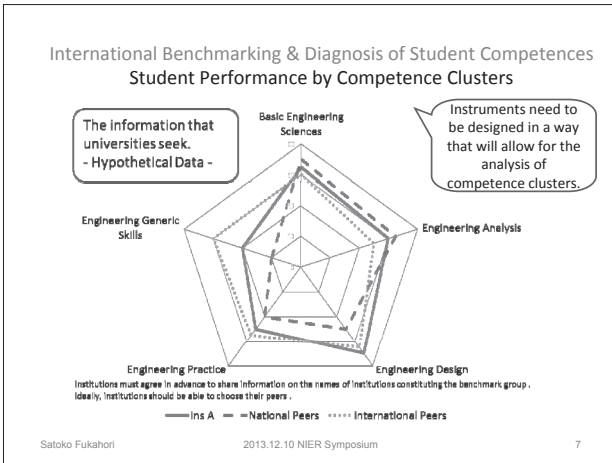 International Benchmarking & Diagnosis of Student Competences
Student Performance by Competence Clusters
The information that
universities seek.
- Hypothetical Data -
Basic Engineering
Sciences
Instruments need to
be designed in a way
that will allow for the
analysis of
competence clusters.
Engineering Generic
Skills
Engineering Analysis
Engineering Practice
Engineering Design
Institutions must agree in advance to share information on the names of institutions constituting the benchmark group .
Ideally, institutions should be able to choose their peers .
Ins A
National Peers
International Peers
Satoko Fukahori
2013.12.10 NIER Symposium
7